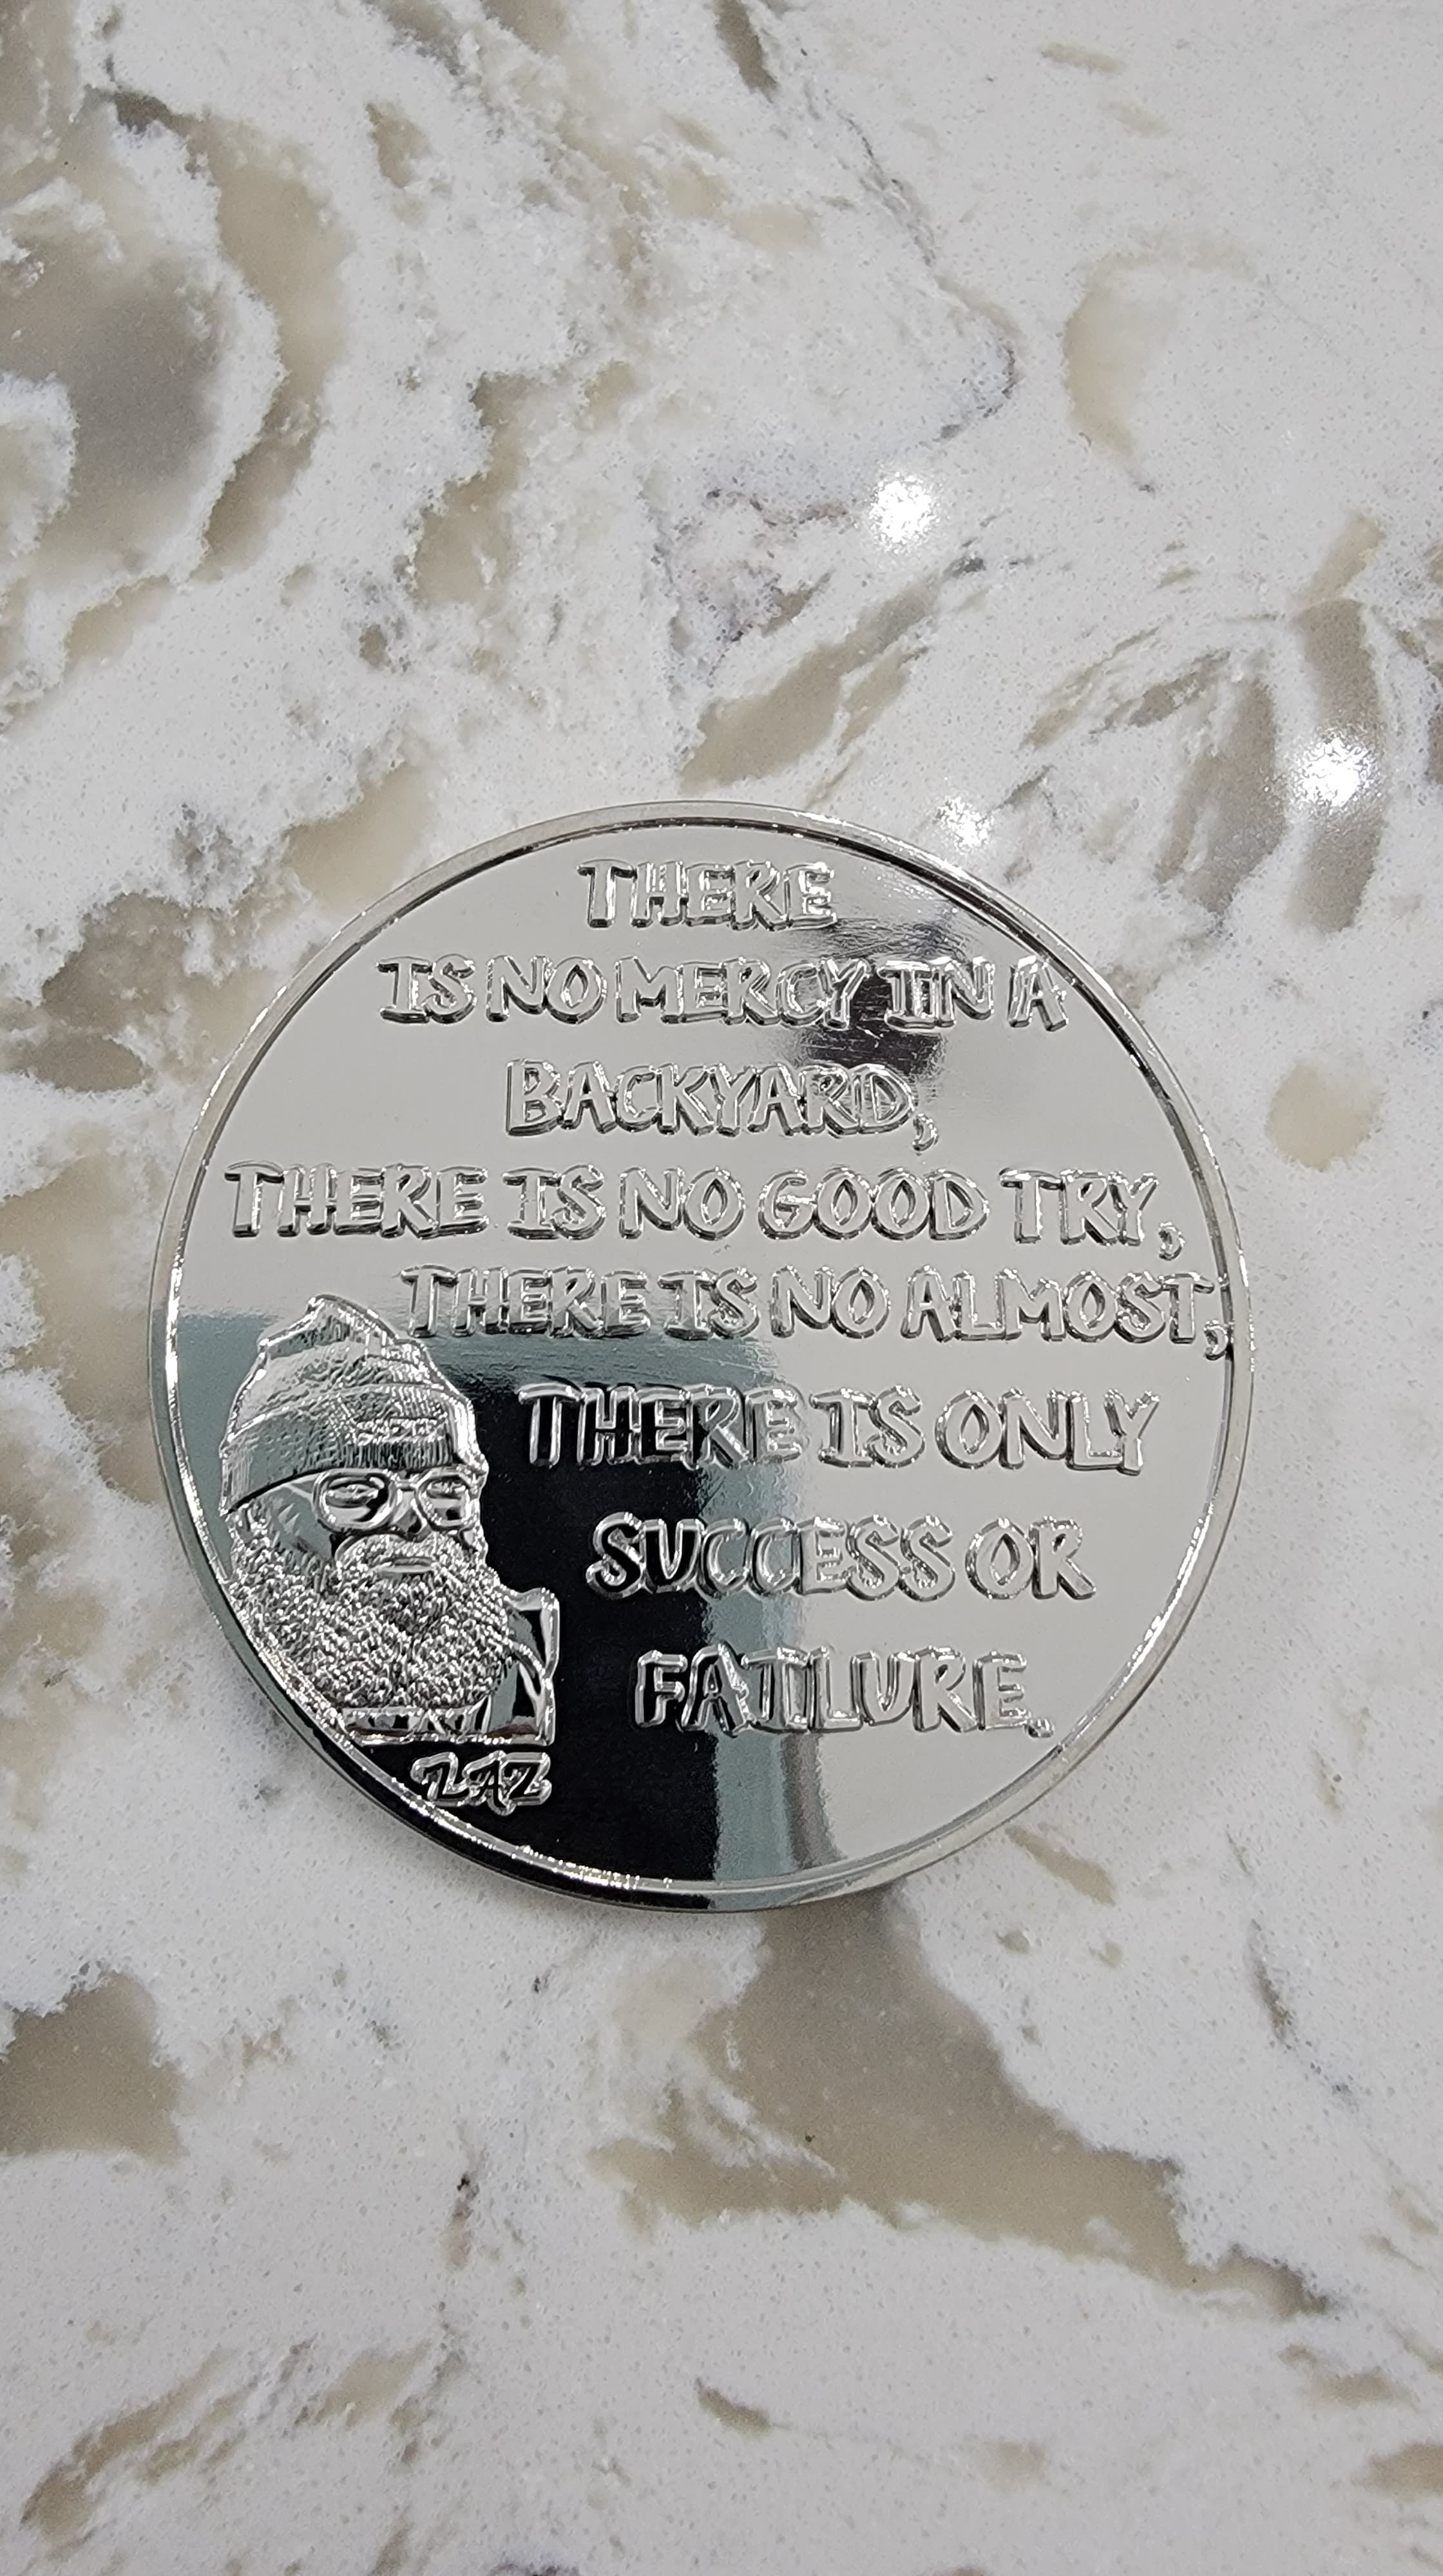 THERE
IS NO MERCY IN A
BACKYARD,
THERE IS NO GOOD TRY,
THERE IS NO ALMOST,
THERE IS ONLY
SUCCESS OR
FAILURE.
LAZ